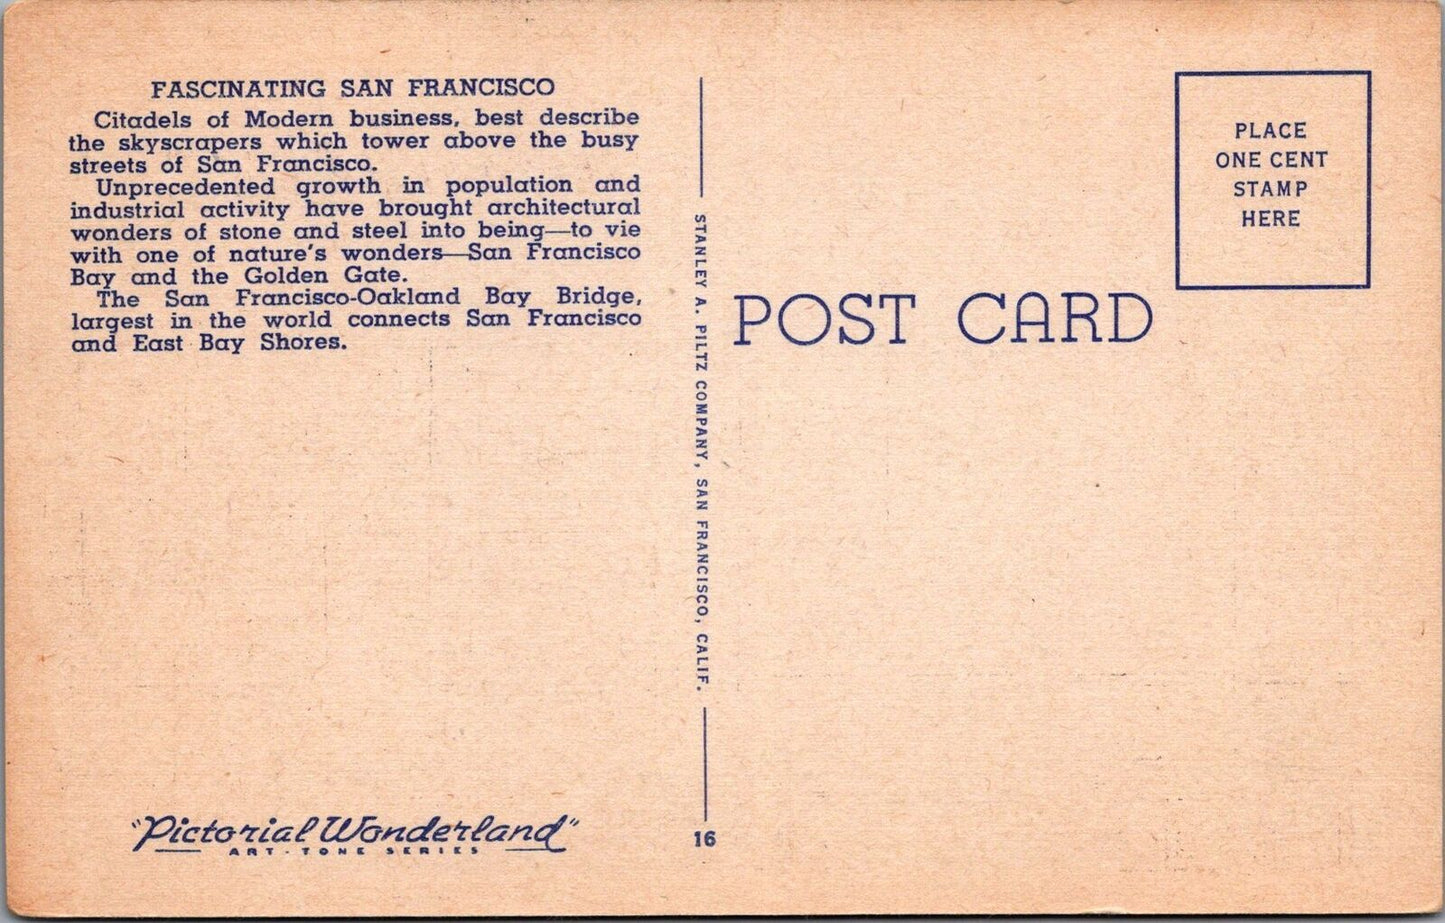 FASCINATING SAN FRANCISCO
Citadels of Modern business, best describe
the skyscrapers which tower above the busy
streets of San Francisco.
Unprecedented growth in population and
industrial activity have brought architectural
wonders of stone and steel into being—to vie
with one of nature's wonders—San Francisco
Bay and the Golden Gate.
The San Francisco-Oakland Bay Bridge,
largest in the world connects San Francisco
and East Bay Shores.
"Pictorial Wonderland"
ART-TONE SERIES
STANLEY A. PILTZ COMPANY, SAN FRANCISCO, CALIF.
16
POST CARD
PLACE
ONE CENT
STAMP
HERE